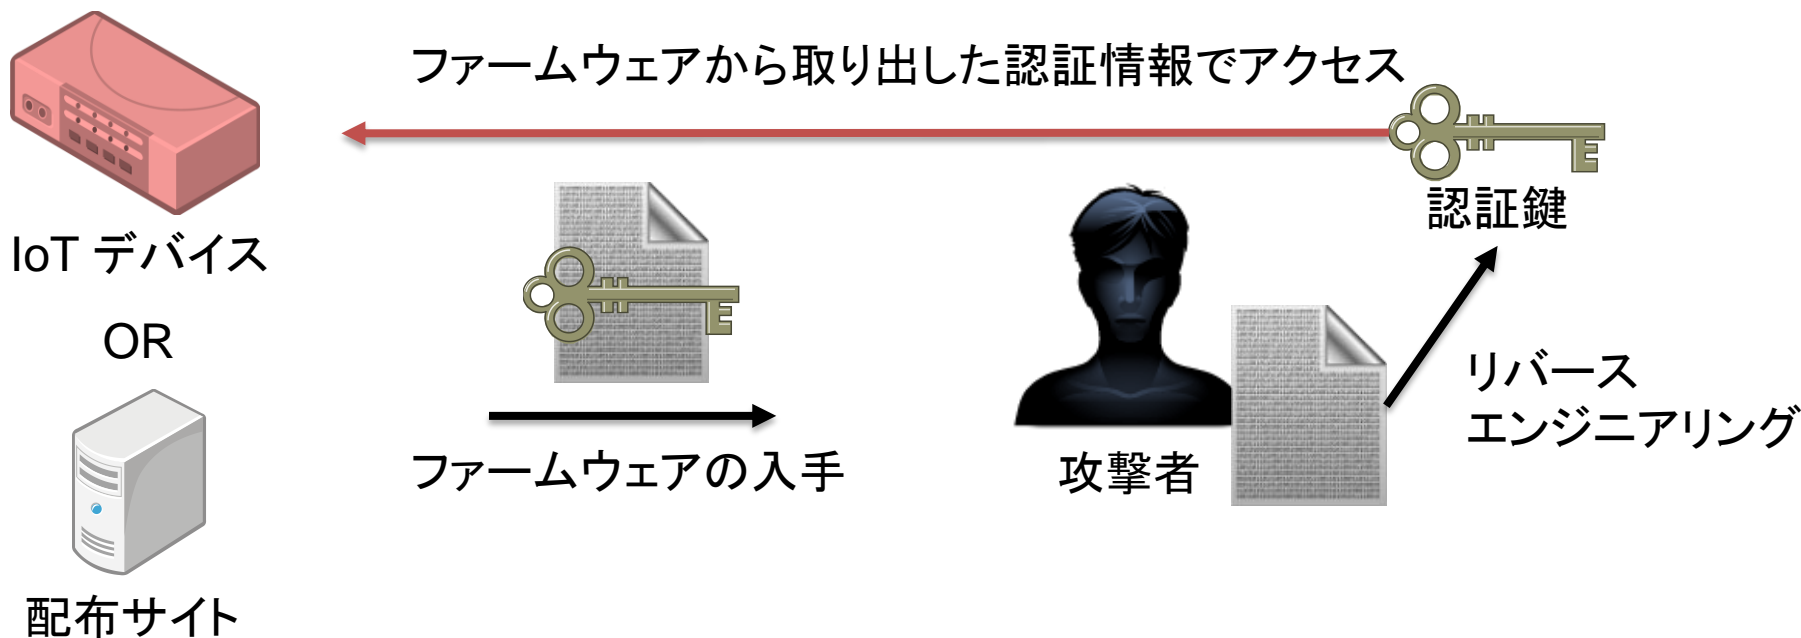 ファームウェアから取り出した認証情報でアクセス
認証鍵
IoT デバイス
OR
リバース
エンジニアリング
ファームウェアの入手
攻撃者
配布サイト